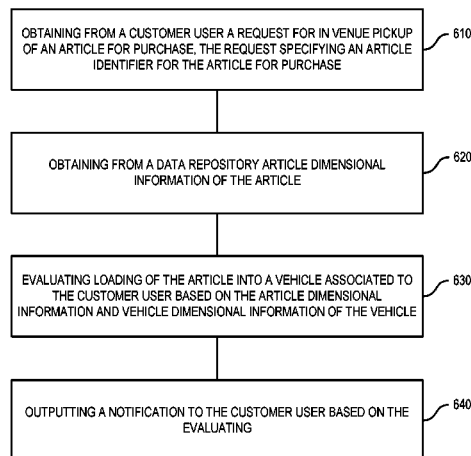 OBTAINING FROM A CUSTOMER USER A REQUEST FOR IN VENUE PICKUP
OF AN ARTICLE FOR PURCHASE, THE REQUEST SPECIFYING AN ARTICLE
IDENTIFIER FOR THE ARTICLE FOR PURCHASE
610
OBTAINING FROM A DATA REPOSITORY ARTICLE DIMENSIONAL
INFORMATION OF THE ARTICLE
620
EVALUATING LOADING OF THE ARTICLE INTO A VEHICLE ASSOCIATED TO
THE CUSTOMER USER BASED ON THE ARTICLE DIMENSIONAL
INFORMATION AND VEHICLE DIMENSIONAL INFORMATION OF THE VEHICLE
630
OUTPUTTING A NOTIFICATION TO THE CUSTOMER USER BASED ON THE
EVALUATING
640